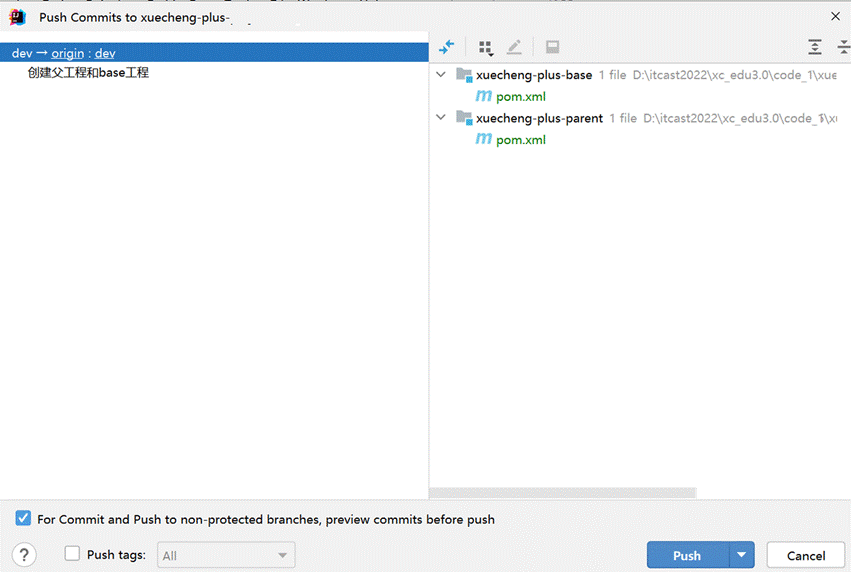 Push Commits to xuecheng-plus-
dev → origin : dev
创建父工程和base工程
xuecheng-plus-base 1 file D:\itcast2022\xc_edu3.0\code_1\xue
pom.xml
xuecheng-plus-parent 1 file D:\itcast2022\xc_edu3.0\code_1\xu
pom.xml
For Commit and Push to non-protected branches, preview commits before push
? Push tags: All Push Cancel